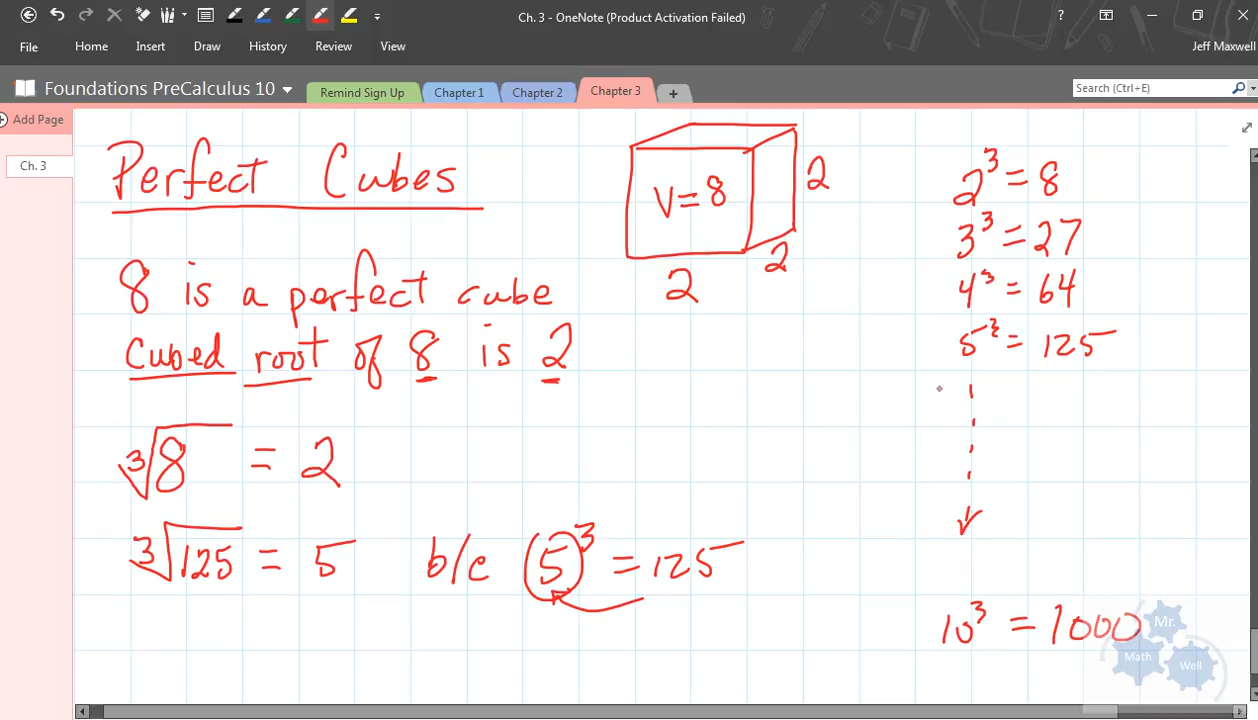 Ch. 3 - OneNote (Product Activation Failed)
?
File Home Insert Draw History Review View
Jeff Maxwell
Foundations PreCalculus 10
Remind Sign Up
Chapter 1
Chapter 2
Chapter 3
+
Search (Ctrl+E)
Add Page
Ch. 3
Perfect Cubes
8 is a perfect cube
cubed root of 8 is 2
∛8 = 2
∛125 = 5 b/c (5)³ = 125
V=8
2
2
2
2³ = 8
3³ = 27
4³ = 64
5³ = 125
10³ = 1000
Mr.
Math
Well